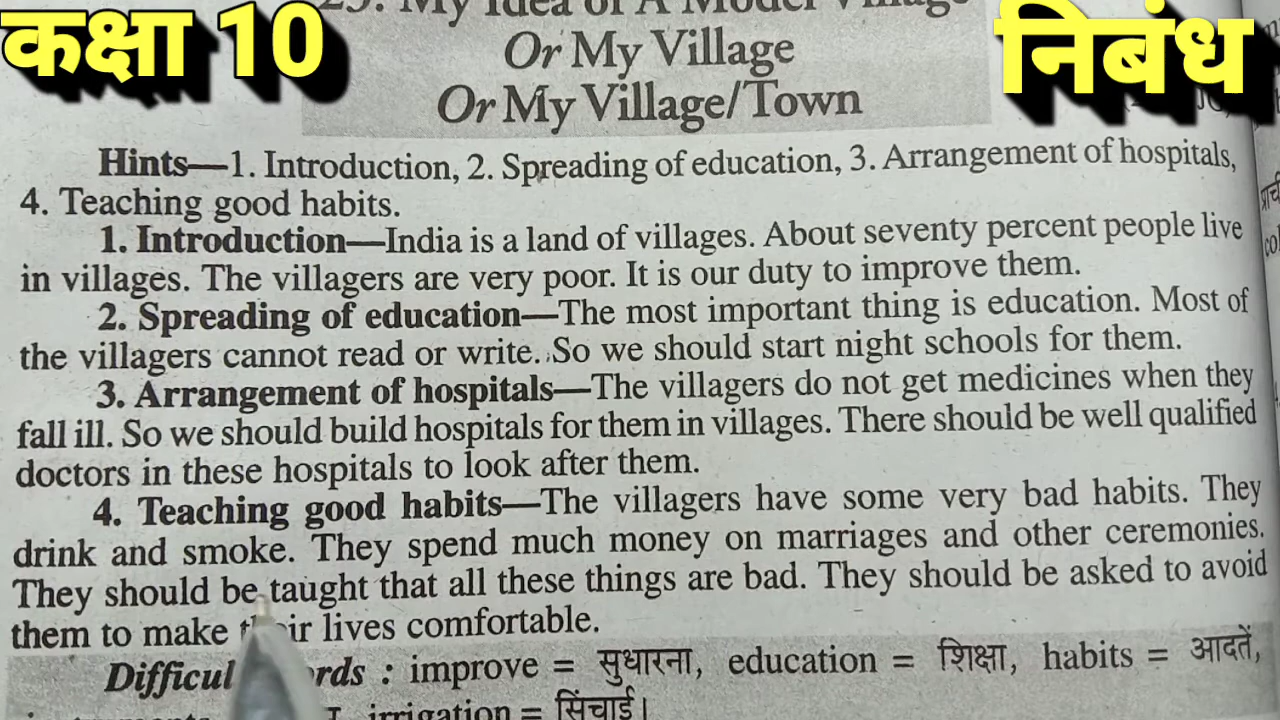 कक्षा 10
निबंध
25. My Idea of A Model Village
Or My Village
Or My Village/Town
Hints—1. Introduction, 2. Spreading of education, 3. Arrangement of hospitals,
4. Teaching good habits.
1. Introduction—India is a land of villages. About seventy percent people live
in villages. The villagers are very poor. It is our duty to improve them.
2. Spreading of education—The most important thing is education. Most of
the villagers cannot read or write. So we should start night schools for them.
3. Arrangement of hospitals—The villagers do not get medicines when they
fall ill. So we should build hospitals for them in villages. There should be well qualified
doctors in these hospitals to look after them.
4. Teaching good habits—The villagers have some very bad habits. They
drink and smoke. They spend much money on marriages and other ceremonies.
They should be taught that all these things are bad. They should be asked to avoid
them to make their lives comfortable.
Difficul rds : improve = सुधारना, education = शिक्षा, habits = आदतें,
irrigation = सिंचाई।